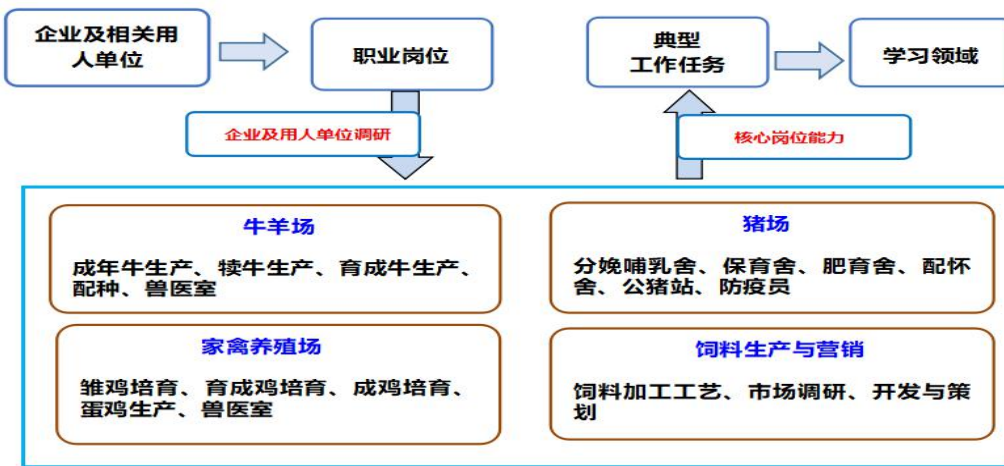 企业及相关用
人单位
职业岗位
典型
工作任务
学习领域
企业及用人单位调研
核心岗位能力
牛羊场
成年牛生产、犊牛生产、育成牛生产、
配种、兽医室
猪场
分娩哺乳舍、保育舍、肥育舍、配怀
舍、公猪站、防疫员
家禽养殖场
雏鸡培育、育成鸡培育、成鸡培育、
蛋鸡生产、兽医室
饲料生产与营销
饲料加工工艺、市场调研、开发与策
划